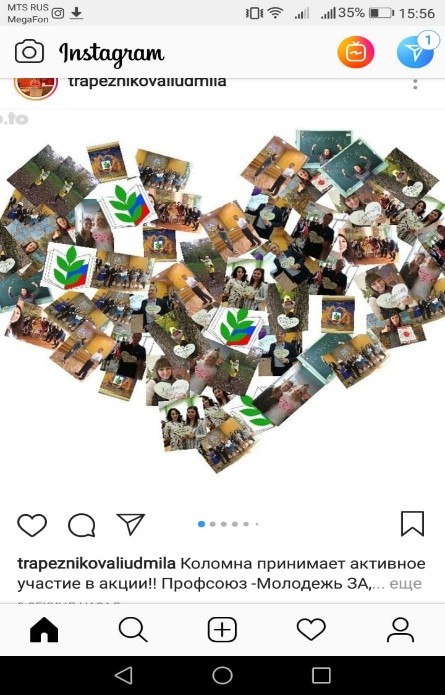 MTS RUS
MegaFon
35% 15:56
Instagram
1
trapeznikovaliudmila
o.to
trapeznikovaliudmila Коломна принимает активное
участие в акции!! Профсоюз -Молодежь ЗА,... еще